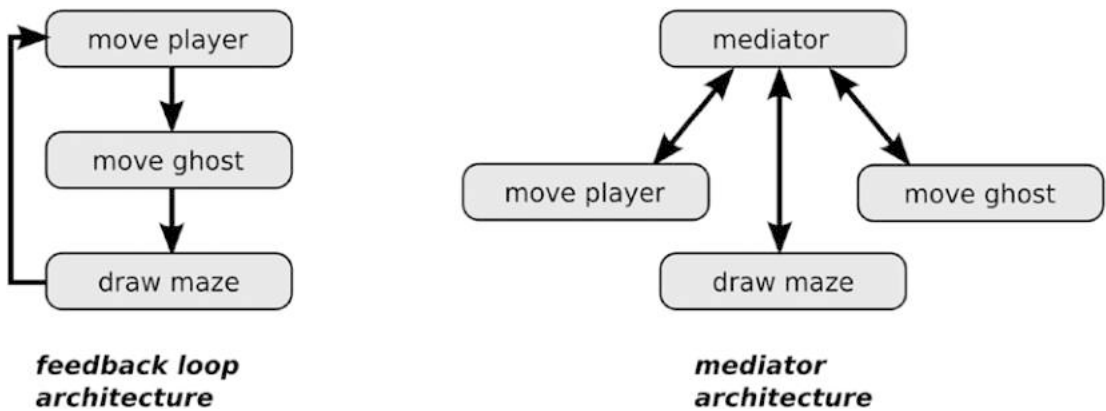 move player
move ghost
draw maze
feedback loop
architecture
mediator
move player
move ghost
draw maze
mediator
architecture